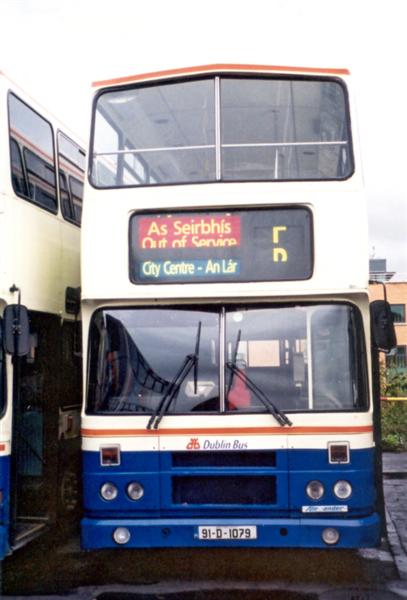 As Seirbhís
Out of Service
City Centre - An Lár
Dublin Bus
91-D-1079